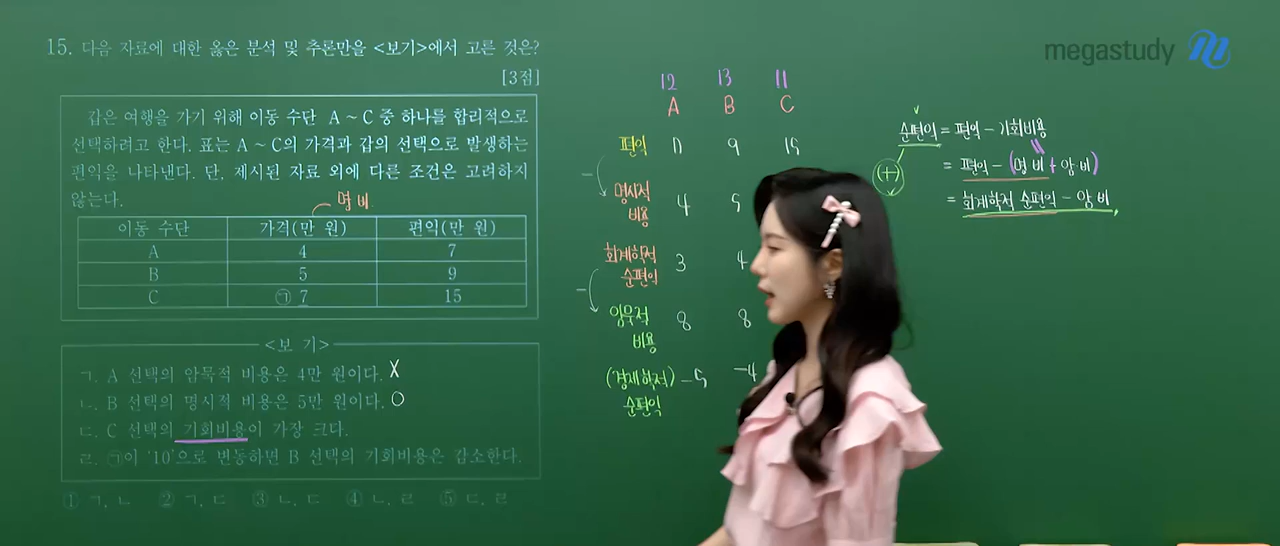 15. 다음 자료에 대한 옳은 분석 및 추론만을 <보기>에서 고른 것은?
[3점]
갑은 여행을 가기 위해 이동 수단 A ~ C 중 하나를 합리적으로
선택하려고 한다. 표는 A ~ C의 가격과 갑의 선택으로 발생하는
편익을 나타낸다. 단, 제시된 자료 외에 다른 조건은 고려하지
않는다.
명 비
이동 수단 가격(만 원) 편익(만 원)
A 4 7
B 5 9
C ㉠ 7 15
<보 기>
ㄱ. A 선택의 암묵적 비용은 4만 원이다. X
ㄴ. B 선택의 명시적 비용은 5만 원이다. O
ㄷ. C 선택의 기회비용이 가장 크다.
ㄹ. ㉠이 '10'으로 변동하면 B 선택의 기회비용은 감소한다.
① ㄱ, ㄴ ② ㄱ, ㄷ ③ ㄴ, ㄷ ④ ㄴ, ㄹ ⑤ ㄷ, ㄹ
12 13 11
A B C
편익 7 9 15
명시적 비용 4 5
회계학적 순편익 3 4
암묵적 비용 8 8
(경제학적) 순편익 -5 -4
순편익 = 편익 - 기회비용
(+) = 편익 - (명 비 + 암 비)
= 회계학적 순편익 - 암 비
megastudy